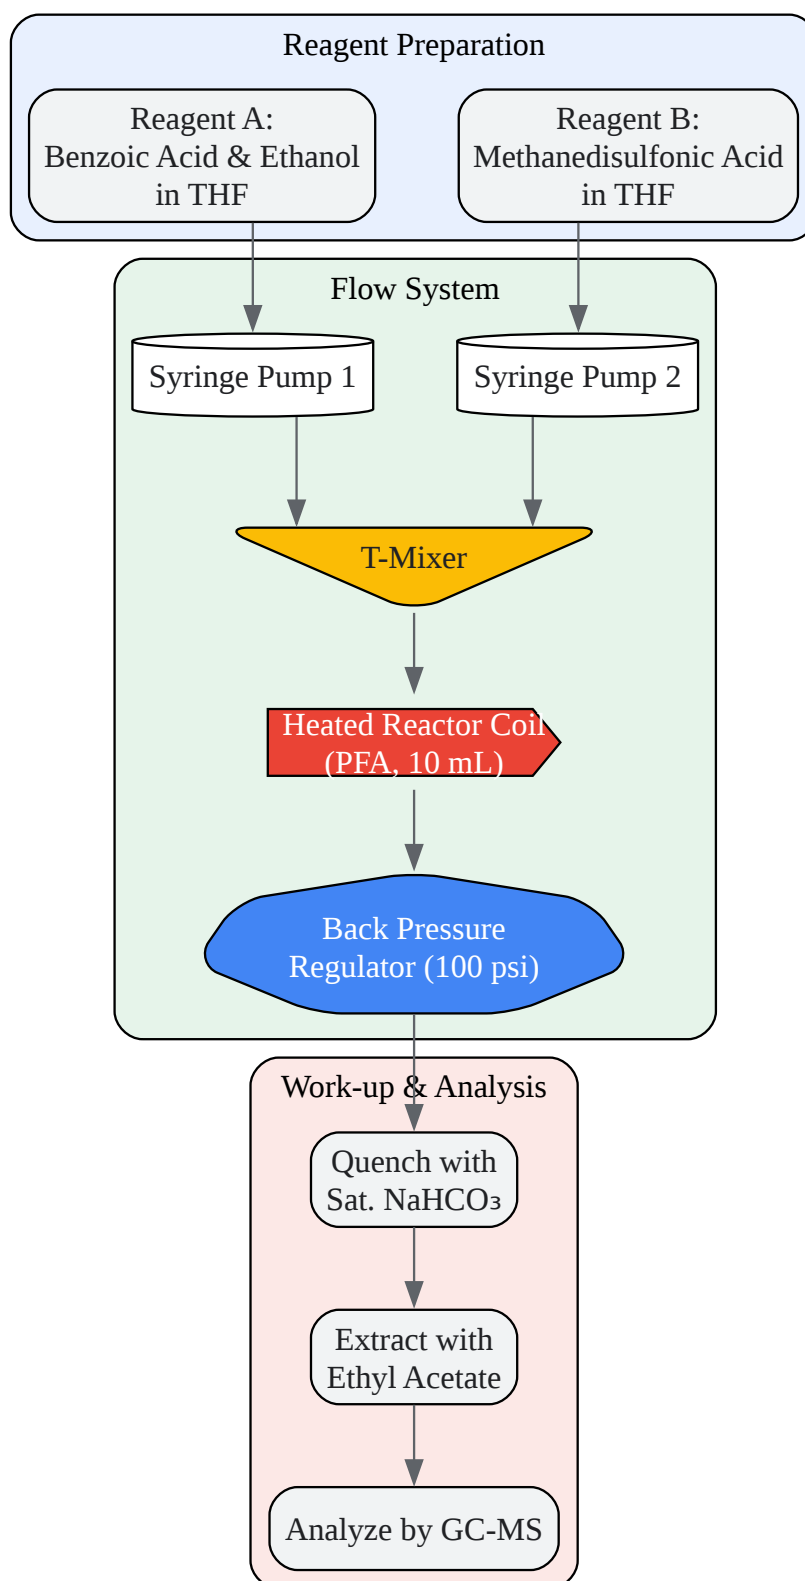 Reagent Preparation
Reagent A:
Benzoic Acid & Ethanol
in THF
Reagent B:
Methanedisulfonic Acid
in THF
Flow System
Syringe Pump 1
Syringe Pump 2
T-Mixer
Heated Reactor Coil
(PFA, 10 mL)
Back Pressure
Regulator (100 psi)
Work-up & Analysis
Quench with
Sat. NaHCO₃
Extract with
Ethyl Acetate
Analyze by GC-MS